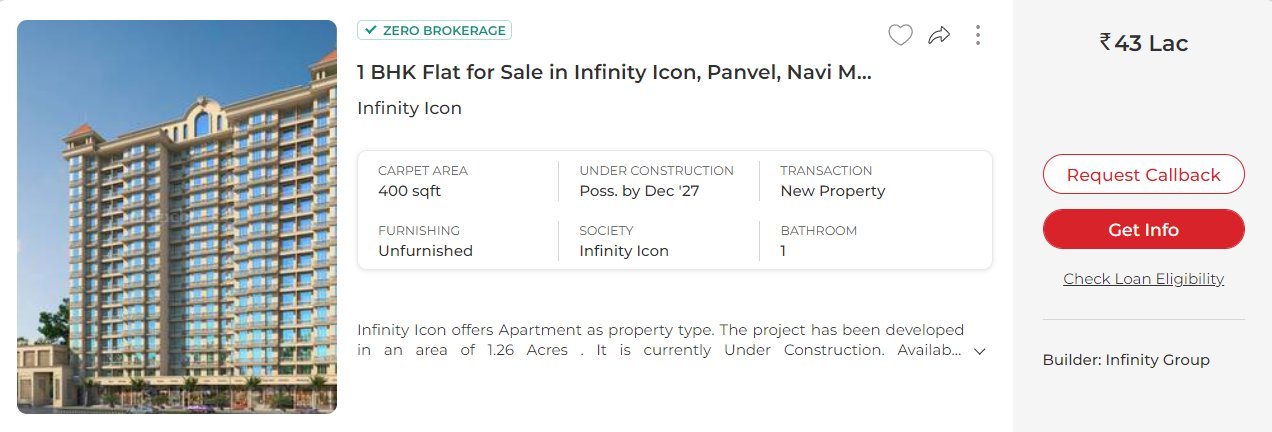 ZERO BROKERAGE
1 BHK Flat for Sale in Infinity Icon, Panvel, Navi M...
Infinity Icon
CARPET AREA
400 sqft
UNDER CONSTRUCTION
Poss. by Dec '27
TRANSACTION
New Property
FURNISHING
Unfurnished
SOCIETY
Infinity Icon
BATHROOM
1
Infinity Icon offers Apartment as property type. The project has been developed
in an area of 1.26 Acres . It is currently Under Construction. Availab...
₹43 Lac
Request Callback
Get Info
Check Loan Eligibility
Builder: Infinity Group